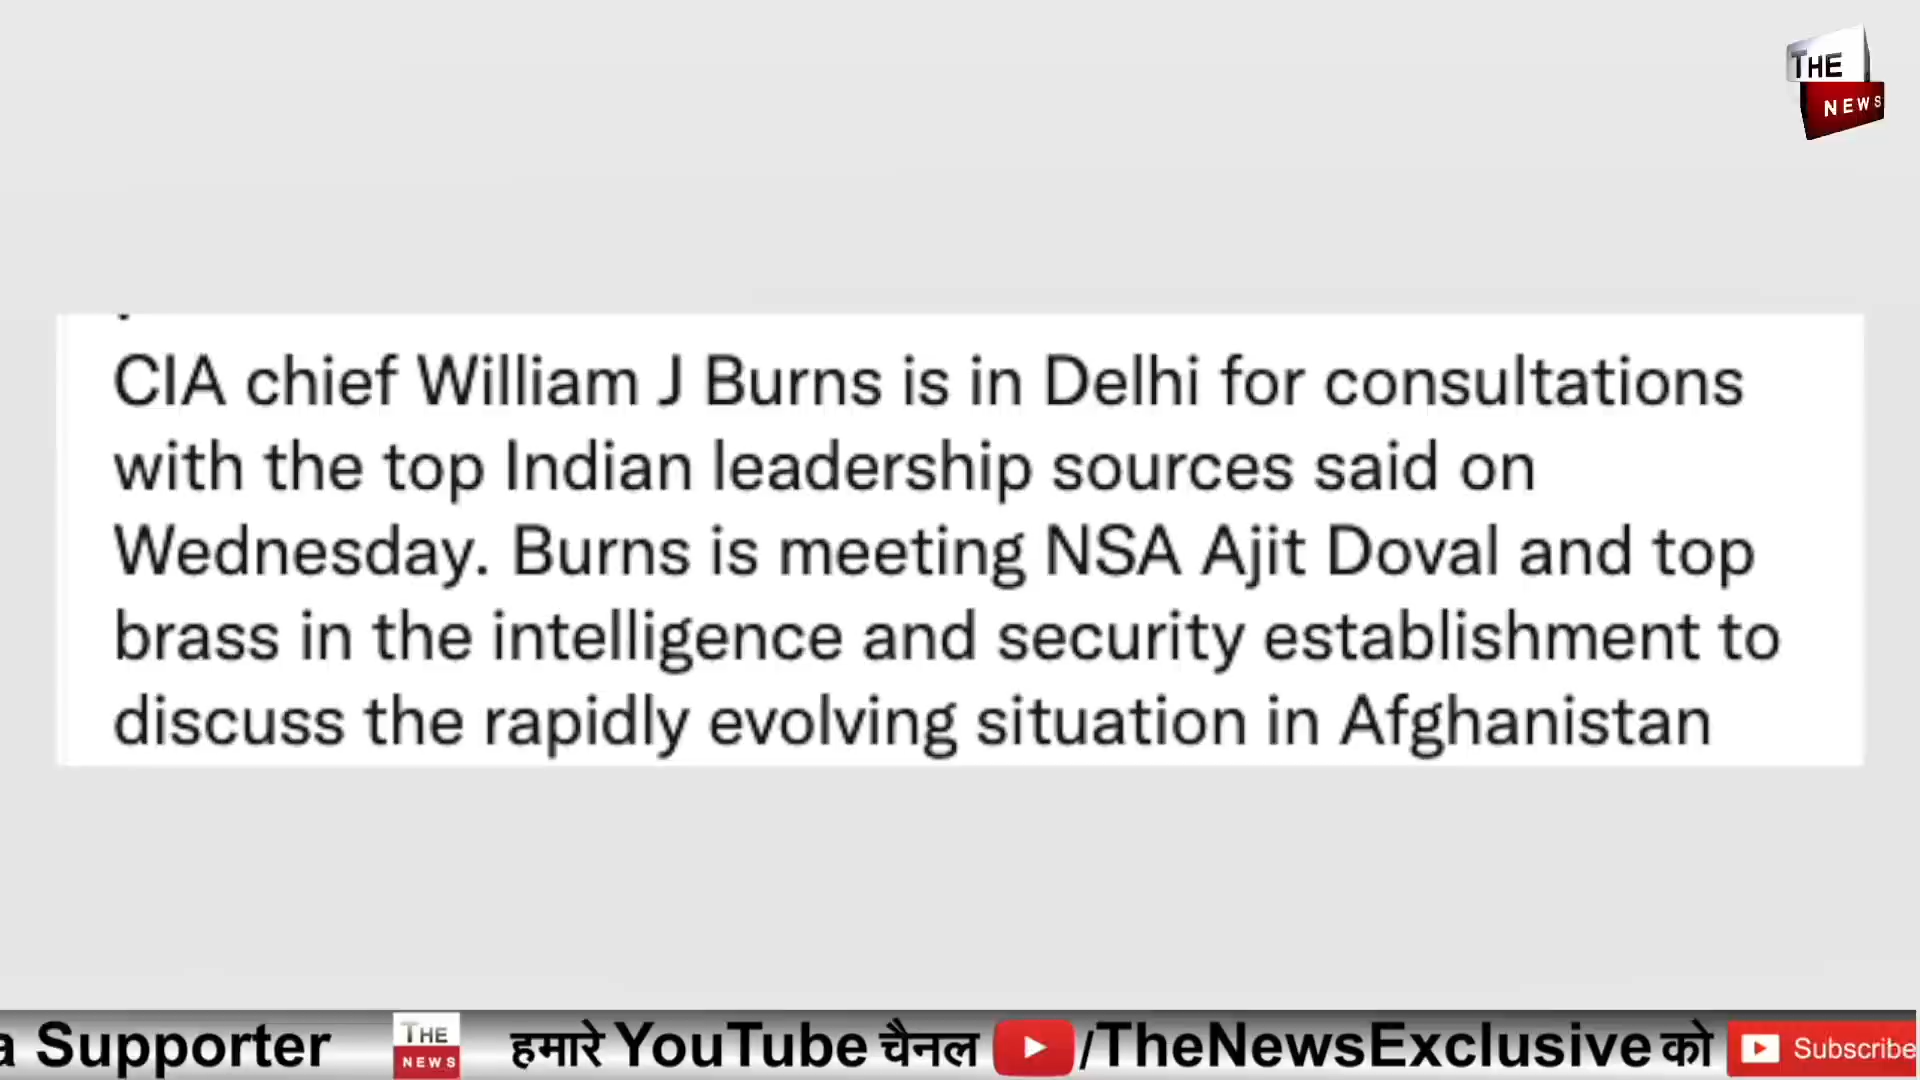 THE
NEWS
CIA chief William J Burns is in Delhi for consultations
with the top Indian leadership sources said on
Wednesday. Burns is meeting NSA Ajit Doval and top
brass in the intelligence and security establishment to
discuss the rapidly evolving situation in Afghanistan
a Supporter THE NEWS हमारे YouTube चैनल /TheNewsExclusive को Subscribe